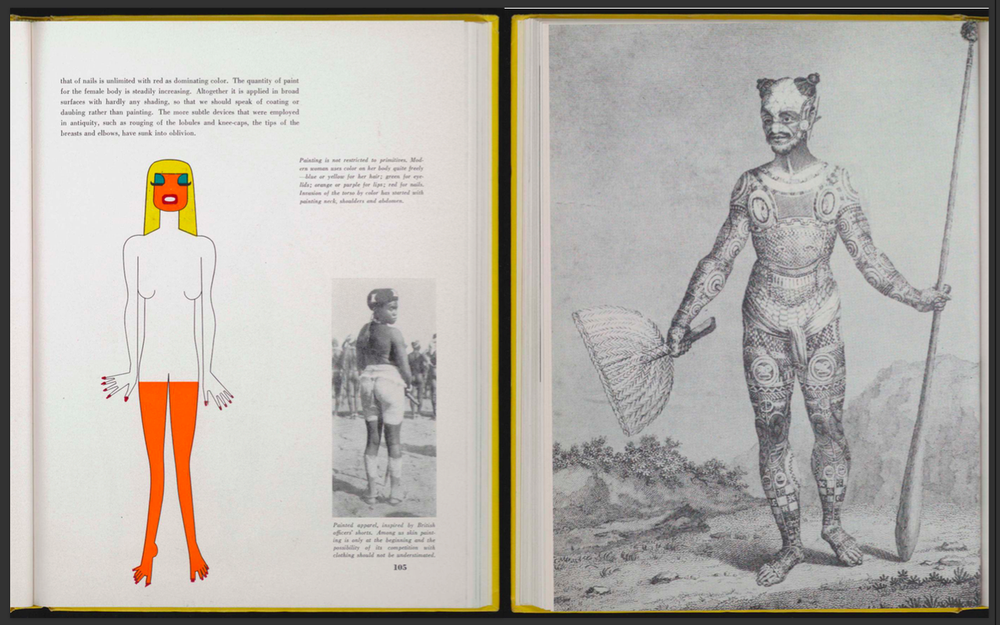 that of nails is unlimited with red as dominating color. The quantity of paint
for the female body is steadily increasing. Altogether it is applied in broad
surfaces with hardly any shading, so that we should speak of coating or
daubing rather than painting. The more subtle devices that were employed
in antiquity, such as rouging of the lobules and knee-caps, the tips of the
breasts and elbows, have sunk into oblivion.
Painting is not restricted to primitives. Mod-
ern woman uses color on her body quite freely
—blue or yellow for her hair; green for eye-
lids; orange or purple for lips; red for nails.
Invasion of the torso by color has started with
painting neck, shoulders and abdomen.
Painted apparel, inspired by British
officers' shorts. Among us skin paint-
ing is only at the beginning and the
possibility of its competition with
clothing should not be underestimated.
105